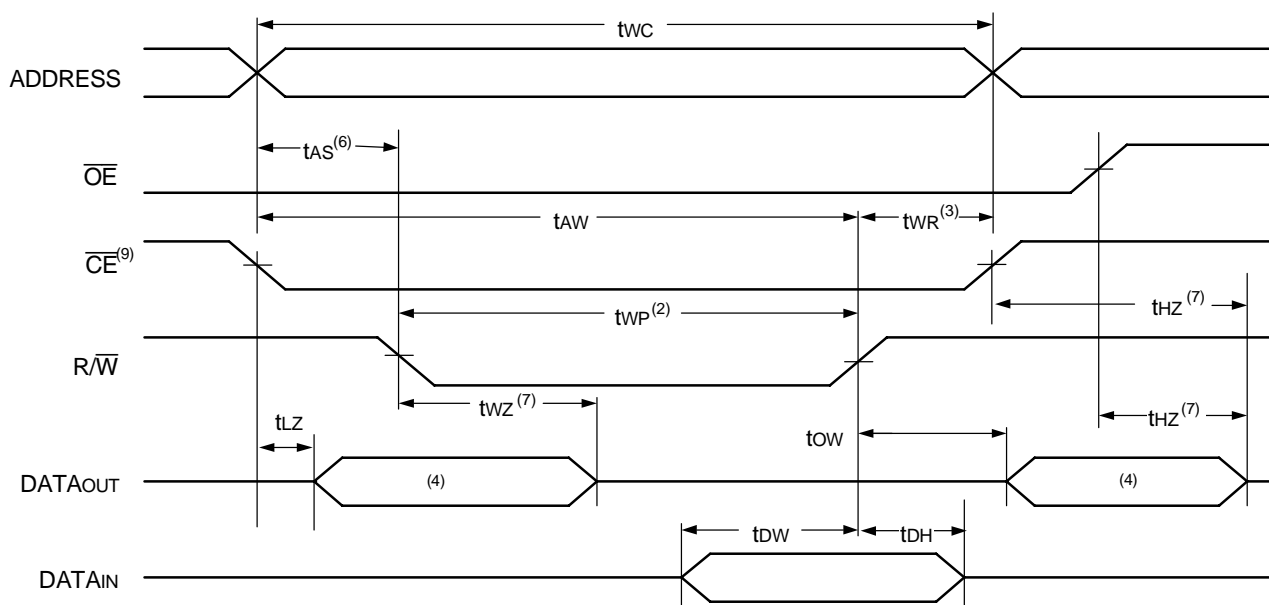 tWC
ADDRESS
tAS(6)
OE
tAW
tWR(3)
CE(9)
tWP(2)
tHZ(7)
R/W
tWZ(7)
tLZ
tOW
tHZ(7)
DATAOUT
(4)
(4)
tDW
tDH
DATAIN